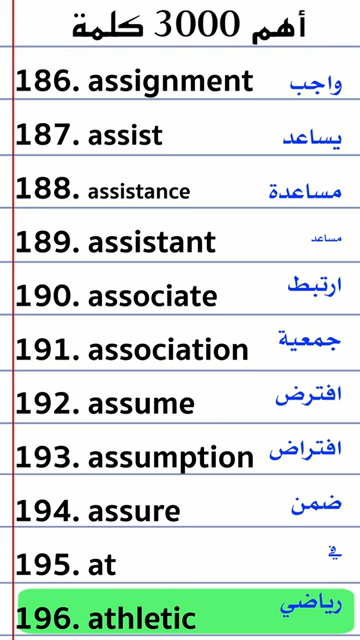 أهم 3000 كلمة
186. assignment واجب
187. assist يساعد
188. assistance مساعدة
189. assistant مساعد
190. associate ارتبط
191. association جمعية
192. assume افترض
193. assumption افتراض
194. assure ضمن
195. at في
196. athletic رياضي